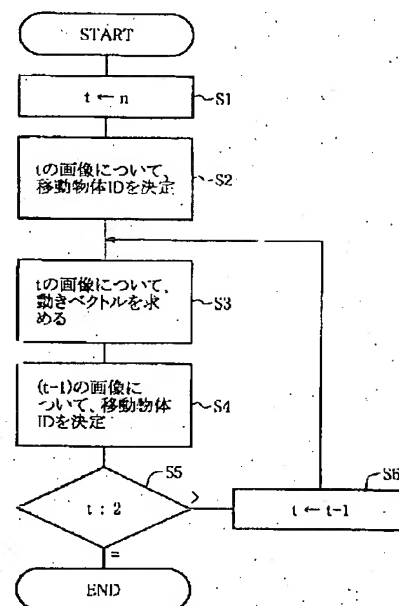 START
t ← n
S1
tの画像について、
移動物体IDを決定
S2
tの画像について、
動きベクトルを求
める
S3
(t-1)の画像に
ついて、移動物体
IDを決定
S4
S5
t : 2
>
=
S6
t ← t-1
END